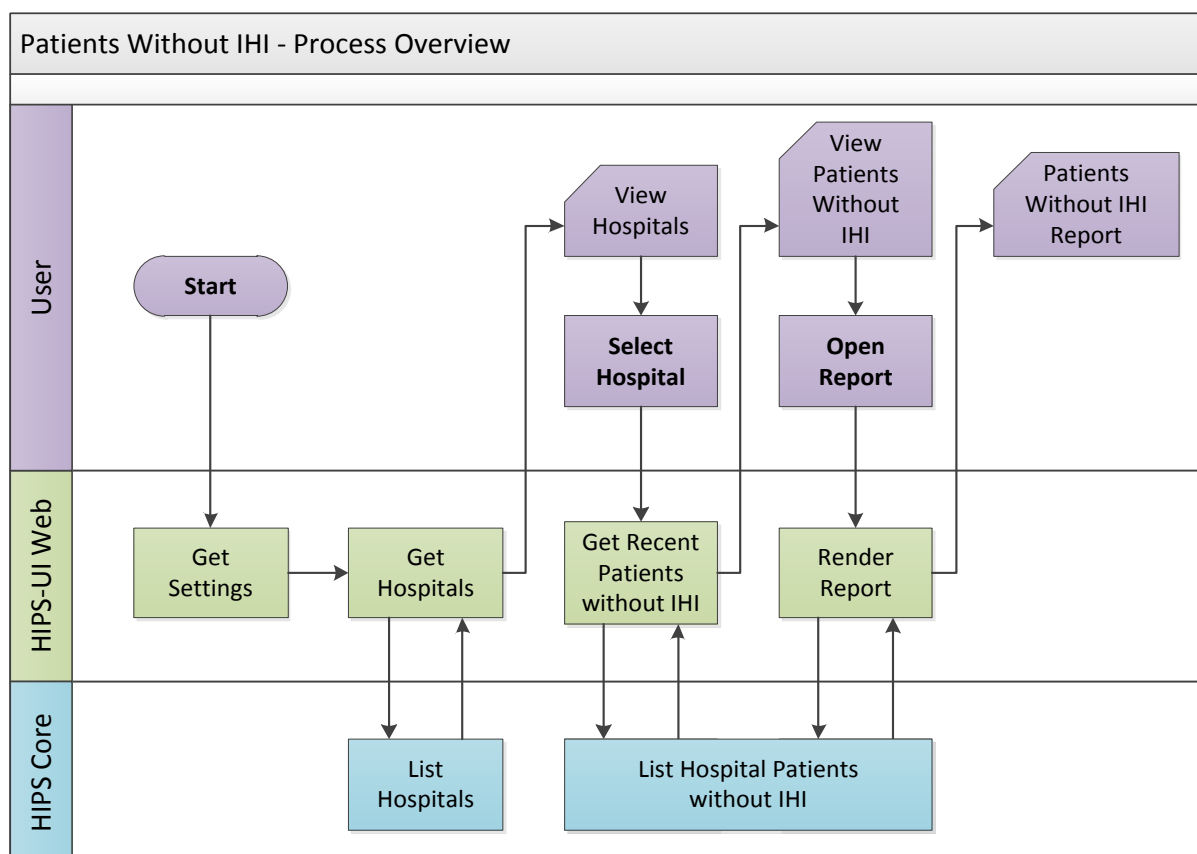 Patients Without IHI - Process Overview
User
Start
View
Hospitals
Select
Hospital
View
Patients
Without
IHI
Open
Report
Patients
Without IHI
Report
HIPS-UI Web
Get
Settings
Get
Hospitals
Get Recent
Patients
without IHI
Render
Report
HIPS Core
List
Hospitals
List Hospital Patients
without IHI